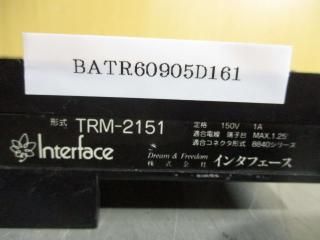 BATR60905D161
形式 TRM-2151
定格 150V 1A
適合電線 端子台 MAX.1.25
適合コネクタ形式 8840シリーズ
Interface
Dream & Freedom
株式会社 インタフェース